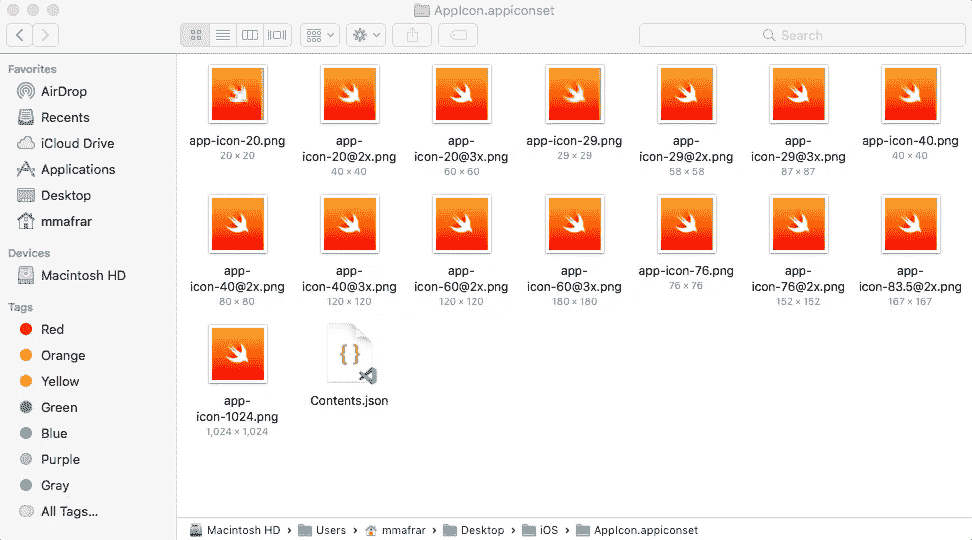 AppIcon.appiconset
Search
Favorites
AirDrop
Recents
iCloud Drive
Applications
Desktop
mmafrar
Devices
Macintosh HD
Tags
Red
Orange
Yellow
Green
Blue
Purple
Gray
All Tags...
app-icon-20.png
20 × 20
app-
icon-20@2x.png
40 × 40
app-
icon-20@3x.png
60 × 60
app-icon-29.png
29 × 29
app-
icon-29@2x.png
58 × 58
app-
icon-29@3x.png
87 × 87
app-icon-40.png
40 × 40
app-
icon-40@2x.png
80 × 80
app-
icon-40@3x.png
120 × 120
app-
icon-60@2x.png
120 × 120
app-
icon-60@3x.png
180 × 180
app-icon-76.png
76 × 76
app-
icon-76@2x.png
152 × 152
app-
icon-83.5@2x.png
167 × 167
app-
icon-1024.png
1,024 × 1,024
{ }
Contents.json
Macintosh HD › Users › mmafrar › Desktop › iOS › AppIcon.appiconset